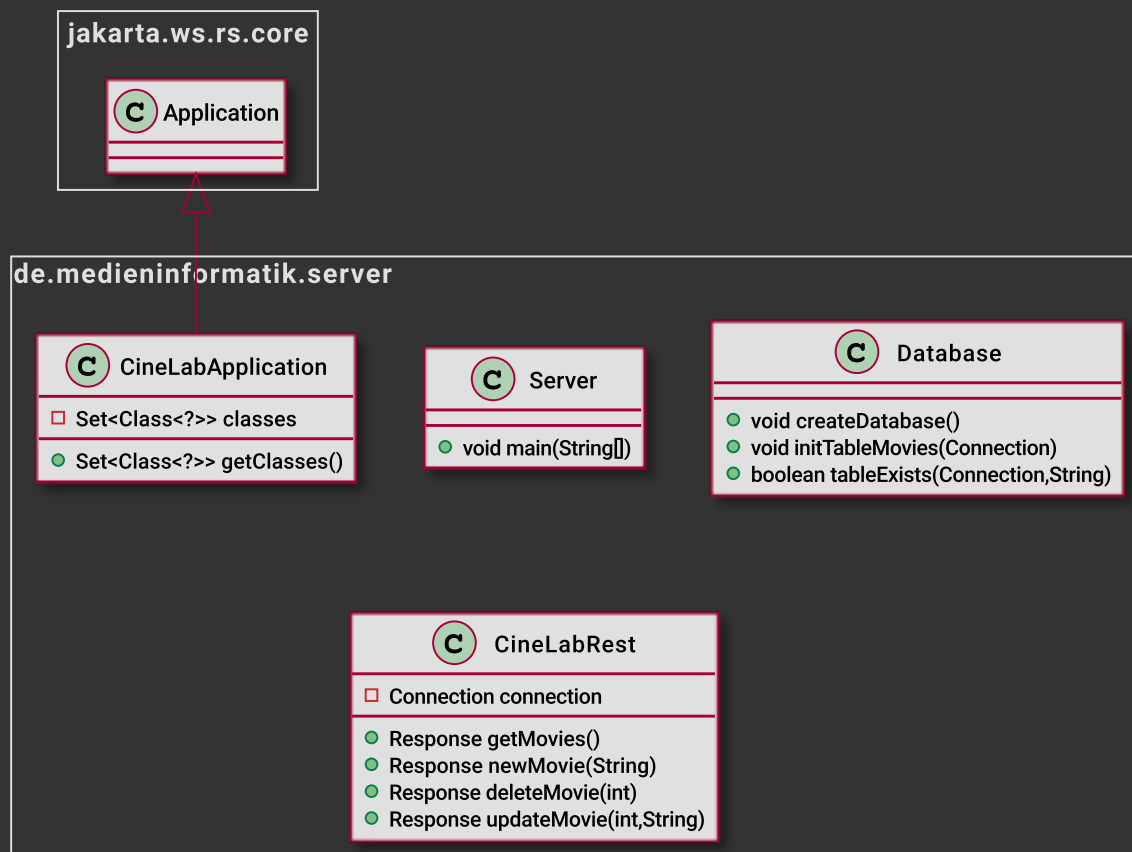 jakarta.ws.rs.core
C Application
de.medieninformatik.server
C CineLabApplication
Set<Class<?>> classes
Set<Class<?>> getClasses()
C Server
void main(String[])
C Database
void createDatabase()
void initTableMovies(Connection)
boolean tableExists(Connection,String)
C CineLabRest
Connection connection
Response getMovies()
Response newMovie(String)
Response deleteMovie(int)
Response updateMovie(int,String)